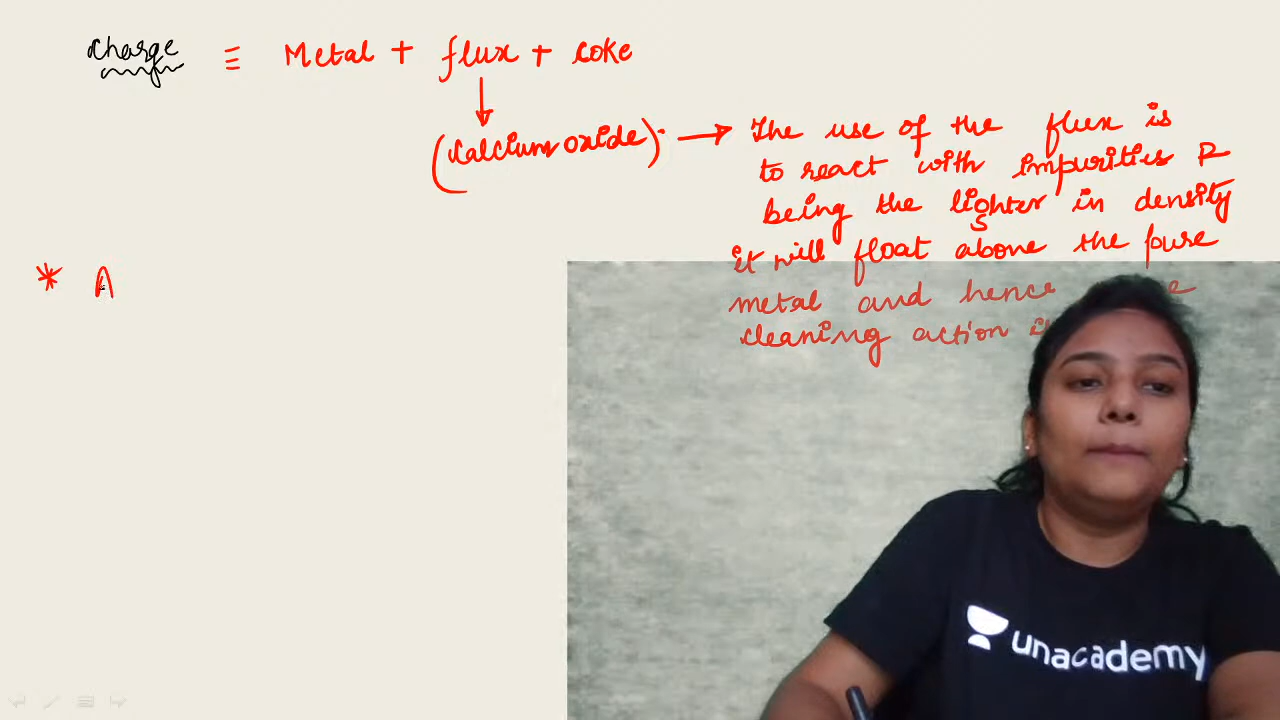 Charge ≡ Metal + flux + coke
(Calcium oxide) → The use of the flux is
to react with impurities &
being the lighter in density
it will float above the pure
metal and hence
cleaning action
* A
unacademy